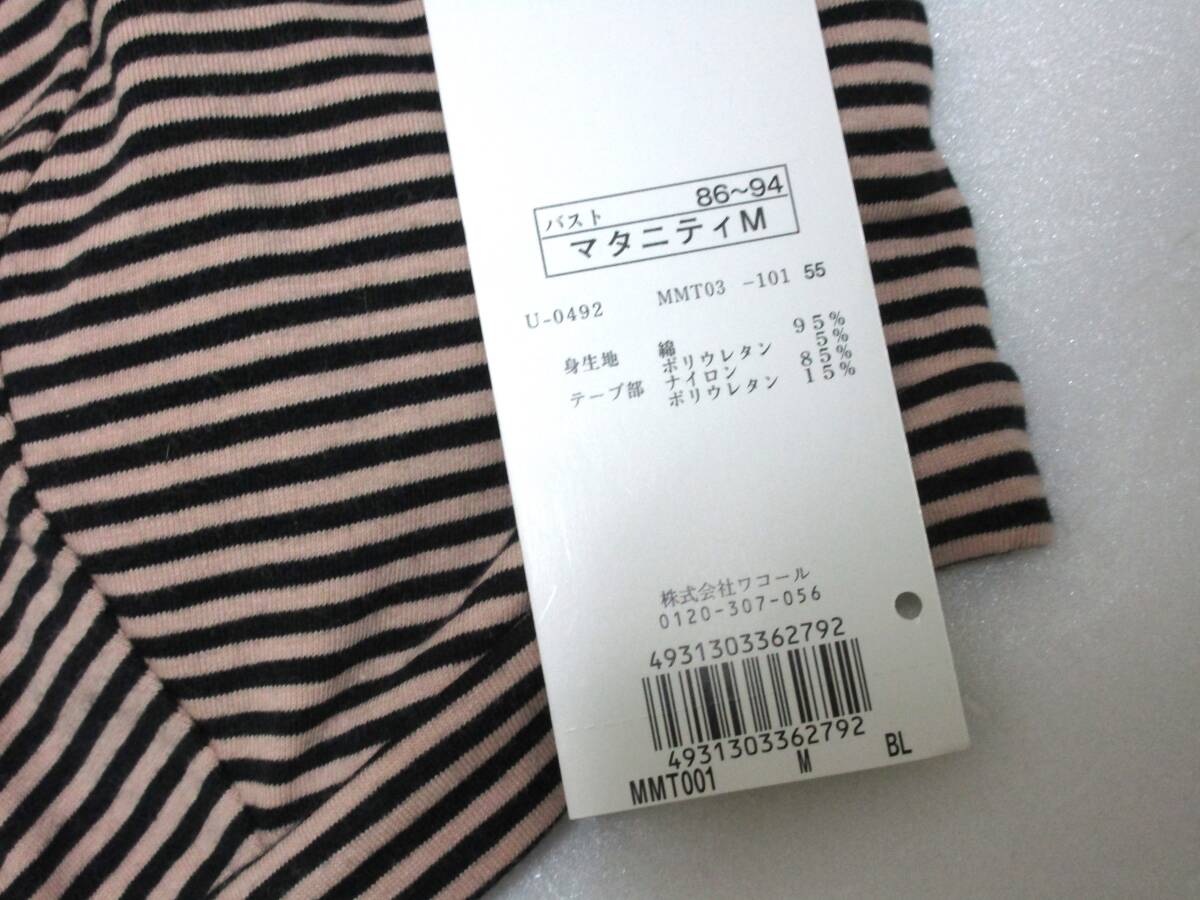 バスト 86~94
マタニティM
U-0492 MMT03 -101 55
身生地 綿 95%
ポリウレタン 5%
テープ部 ナイロン 85%
ポリウレタン 15%
株式会社ワコール
0120-307-056
4931303362792
4931303362792
MMT001 M BL